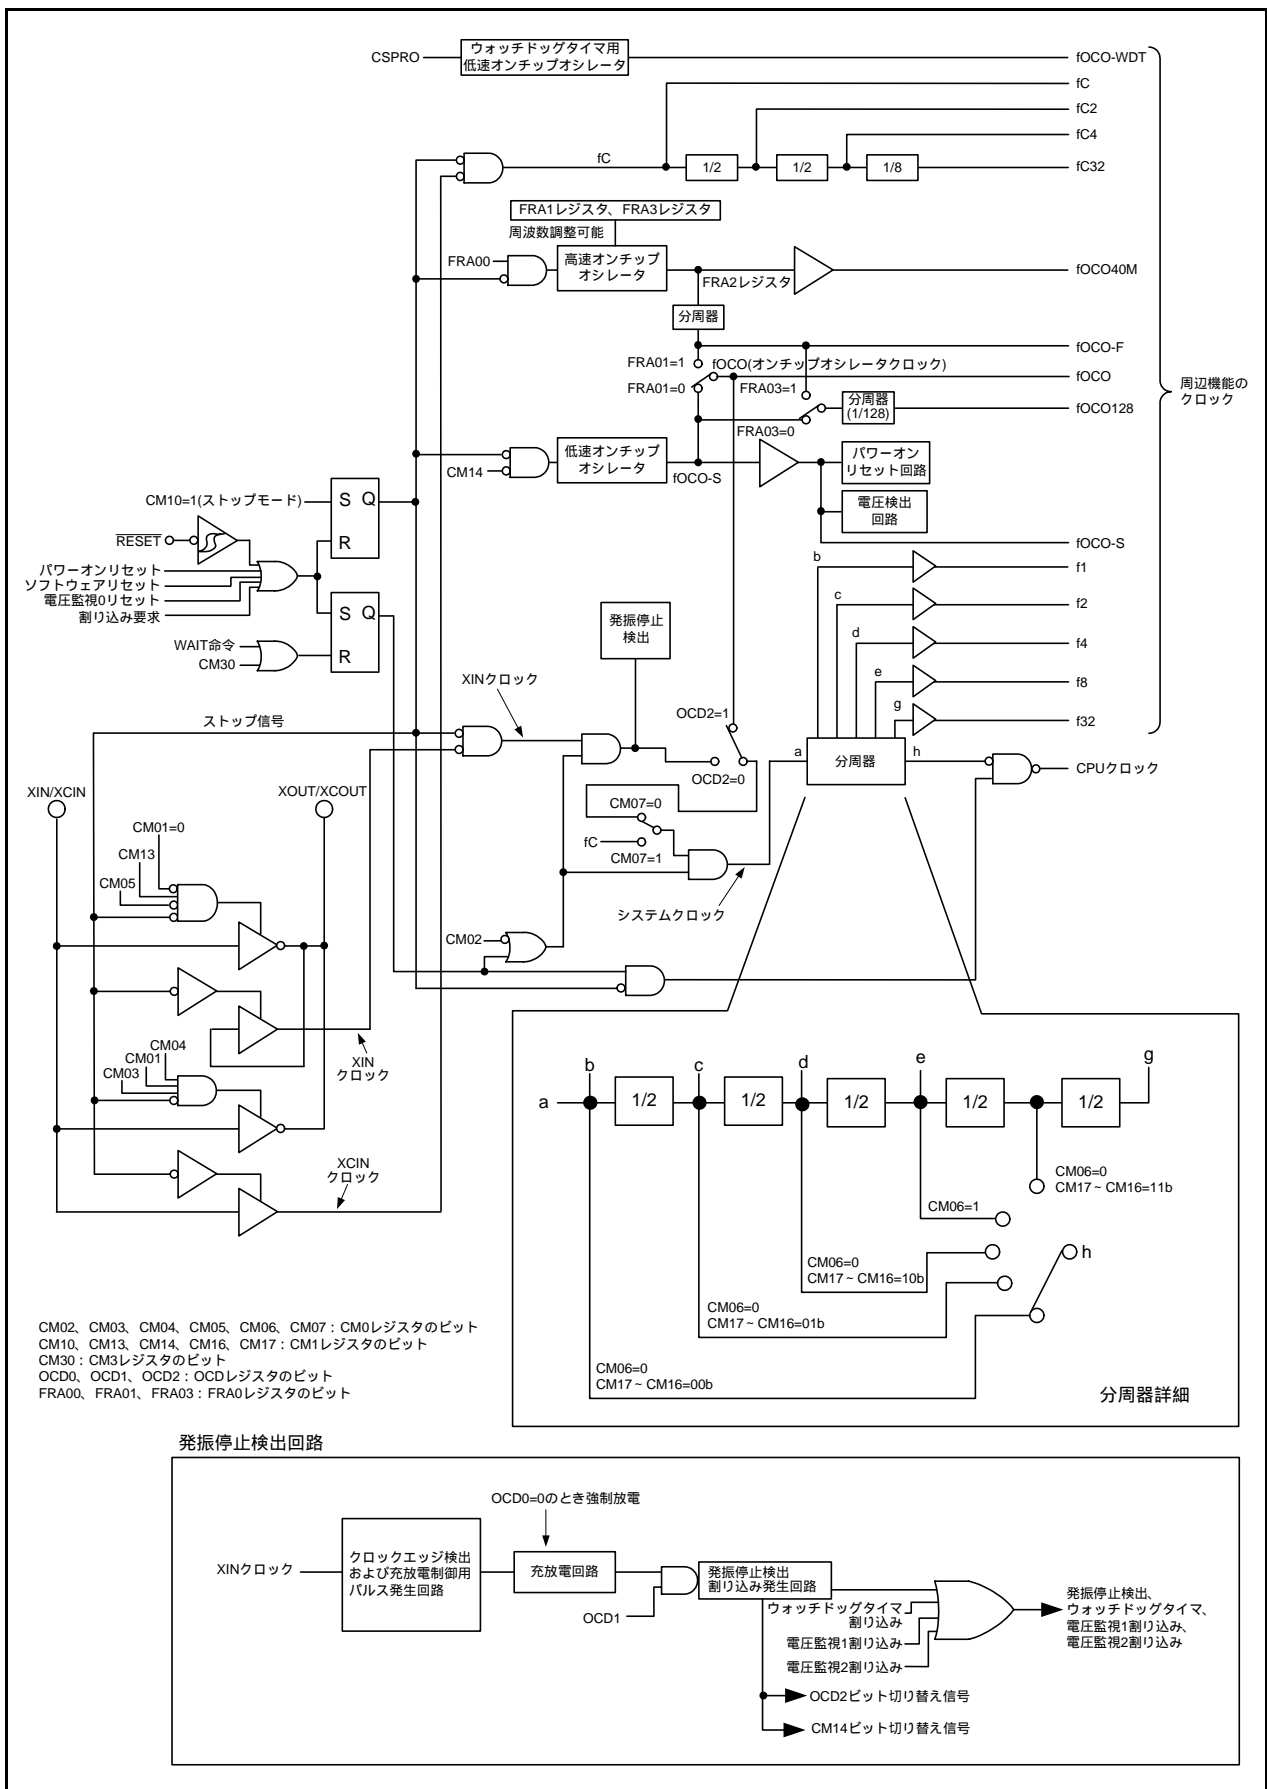 CSPRO
ウォッチドッグタイマ用
低速オンチップオシレータ
fOCO-WDT
fC
fC2
fC4
fC
1/2
1/2
1/8
fC32
FRA1レジスタ、FRA3レジスタ
周波数調整可能
FRA00
高速オンチップ
オシレータ
FRA2レジスタ
fOCO40M
分周器
fOCO-F
FRA01=1
fOCO(オンチップオシレータクロック)
fOCO
FRA01=0
FRA03=1
分周器
(1/128)
fOCO128
周辺機能の
クロック
FRA03=0
低速オンチップ
オシレータ
CM14
fOCO-S
パワーオン
リセット回路
電圧検出
回路
fOCO-S
CM10=1(ストップモード)
S Q
R
RESET
パワーオンリセット
ソフトウェアリセット
電圧監視0リセット
割り込み要求
S Q
R
WAIT命令
CM30
b
f1
c
f2
d
f4
e
f8
g
f32
発振停止
検出
XINクロック
ストップ信号
OCD2=1
OCD2=0
a
分周器
h
CPUクロック
XIN/XCIN
XOUT/XCOUT
CM07=0
fC
CM07=1
システムクロック
CM01=0
CM13
CM05
CM02
XIN
クロック
CM04
CM01
CM03
XCIN
クロック
b
c
d
e
g
a
1/2
1/2
1/2
1/2
1/2
CM06=0
CM17~CM16=11b
CM06=1
CM06=0
CM17~CM16=10b
h
CM06=0
CM17~CM16=01b
CM06=0
CM17~CM16=00b
分周器詳細
CM02、CM03、CM04、CM05、CM06、CM07:CM0レジスタのビット
CM10、CM13、CM14、CM16、CM17:CM1レジスタのビット
CM30:CM3レジスタのビット
OCD0、OCD1、OCD2:OCDレジスタのビット
FRA00、FRA01、FRA03:FRA0レジスタのビット
発振停止検出回路
OCD0=0のとき強制放電
XINクロック
クロックエッジ検出
および充放電制御用
パルス発生回路
充放電回路
OCD1
発振停止検出
割り込み発生回路
ウォッチドッグタイマ
割り込み
電圧監視1割り込み
電圧監視2割り込み
発振停止検出、
ウォッチドッグタイマ、
電圧監視1割り込み、
電圧監視2割り込み
OCD2ビット切り替え信号
CM14ビット切り替え信号